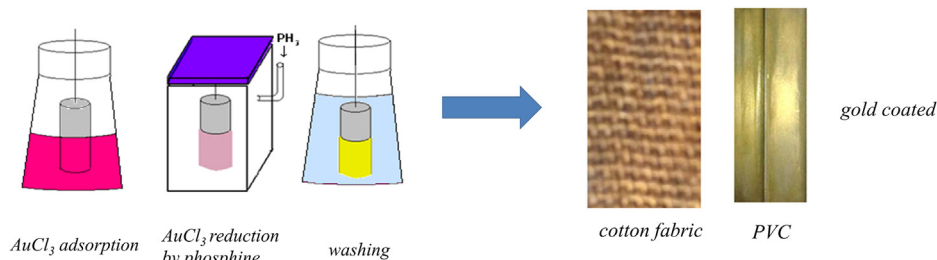 PH3
AuCl3 adsorption
AuCl3 reduction
by phosphine
washing
cotton fabric
PVC
gold coated